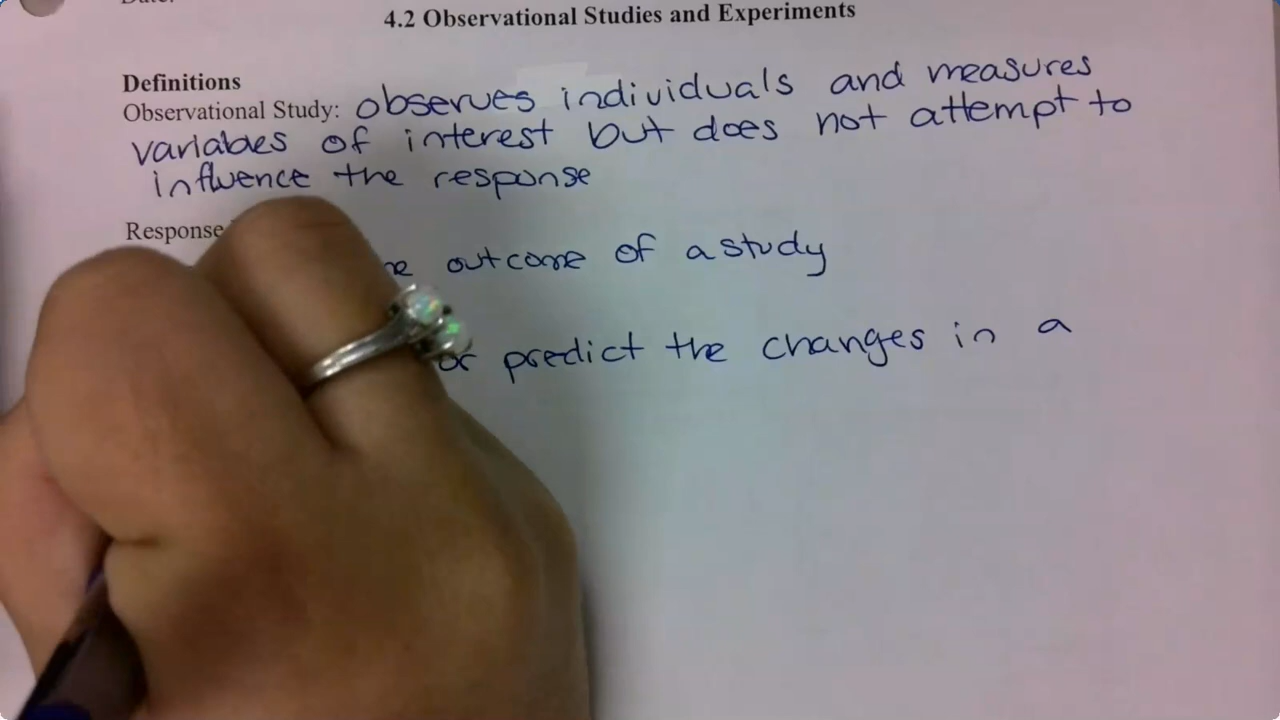 4.2 Observational Studies and Experiments
Definitions
Observational Study: observes individuals and measures
variables of interest but does not attempt to
influence the response
Response
outcome of a study
or predict the changes in a